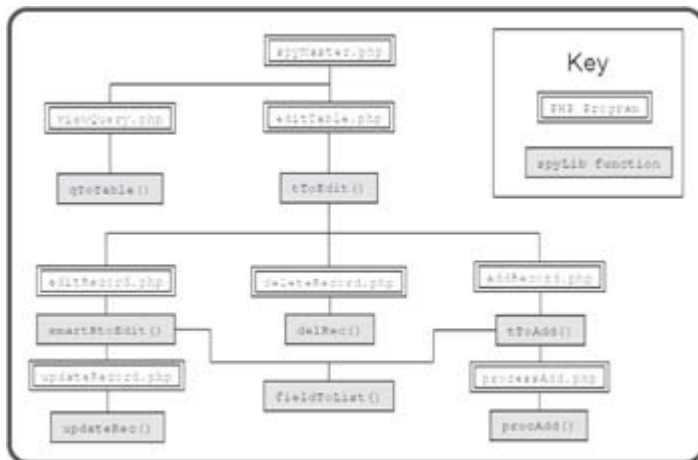 spyMaster.php
Key
viewQuery.php
editTable.php
PHP Program
qToTable()
tToEdit()
spyLib function
editRecord.php
deleteRecord.php
addRecord.php
smartRToEdit()
delRec()
tToAdd()
updateRecord.php
processAdd.php
fieldToList()
updateRec()
procAdd()